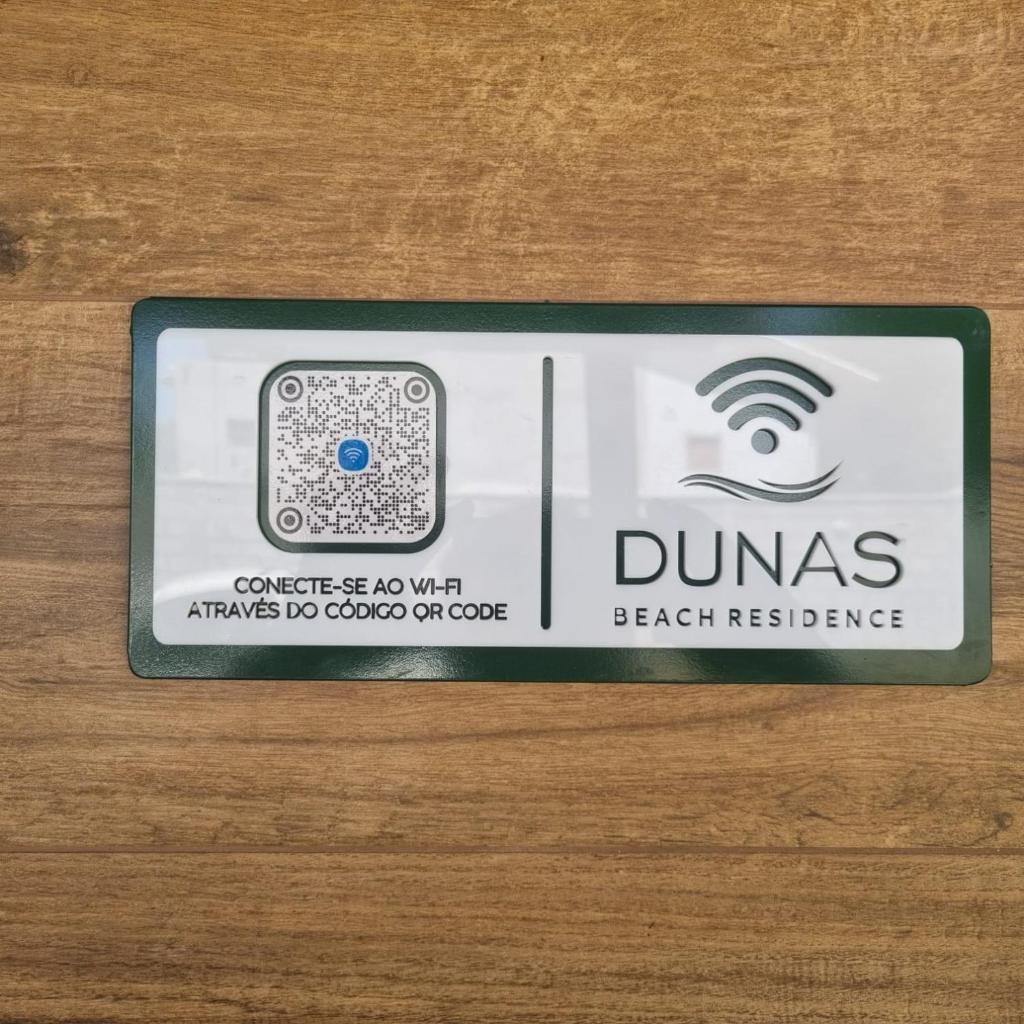 CONECTE-SE AO WI-FI
ATRAVÉS DO CÓDIGO QR CODE
DUNAS
BEACH RESIDENCE